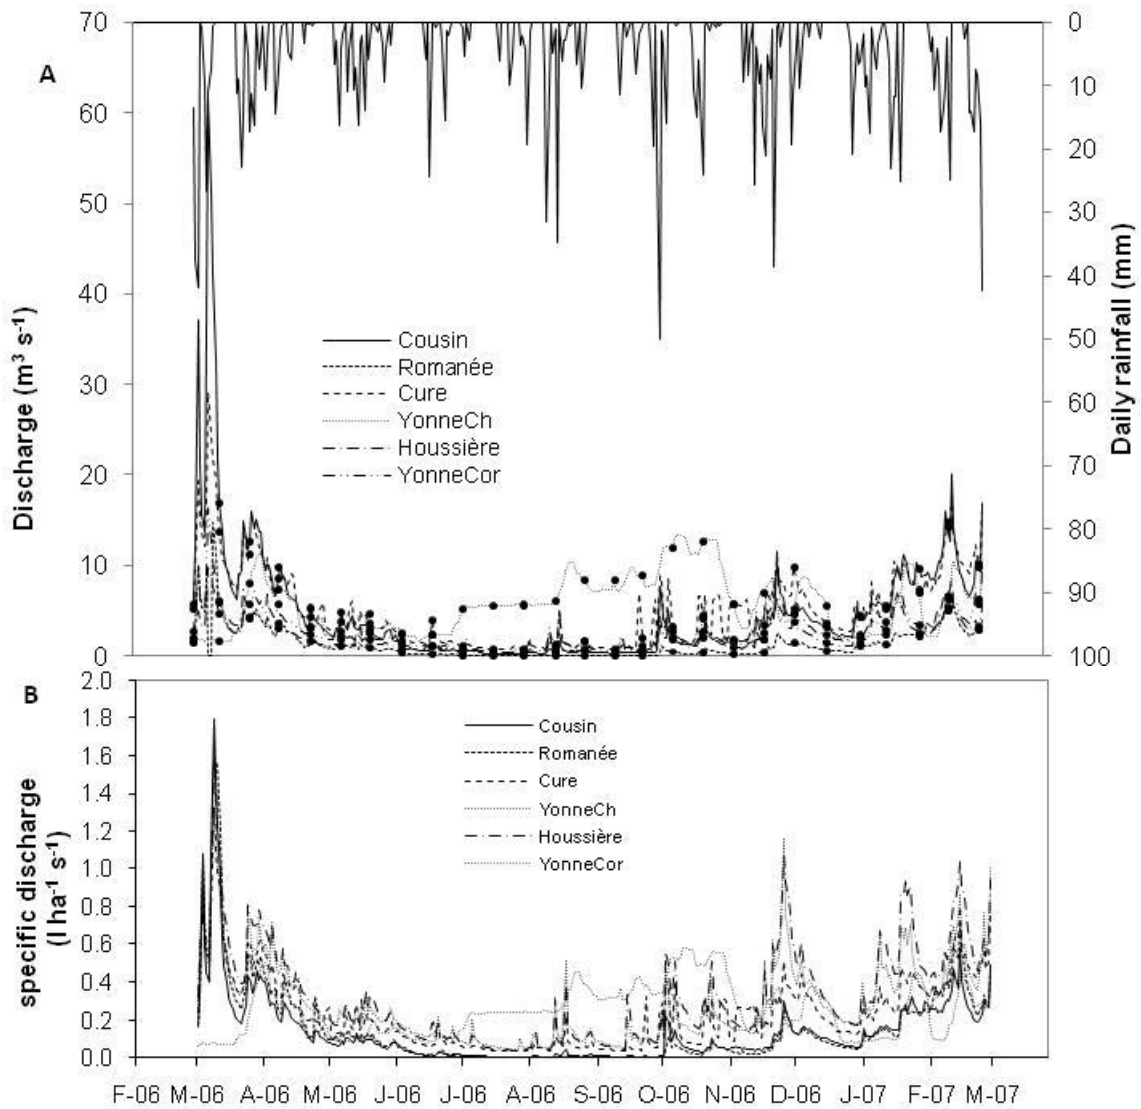 A
70
60
50
40
30
20
10
0
Discharge (m³ s⁻¹)
0
10
20
30
40
50
60
70
80
90
100
Daily rainfall (mm)
Cousin
Romanée
Cure
YonneCh
Houssière
YonneCor
B
2.0
1.8
1.6
1.4
1.2
1.0
0.8
0.6
0.4
0.2
0.0
specific discharge
(l ha⁻¹ s⁻¹)
Cousin
Romanée
Cure
YonneCh
Houssière
YonneCor
F-06 M-06 A-06 M-06 J-06 J-06 A-06 S-06 O-06 N-06 D-06 J-07 F-07 M-07